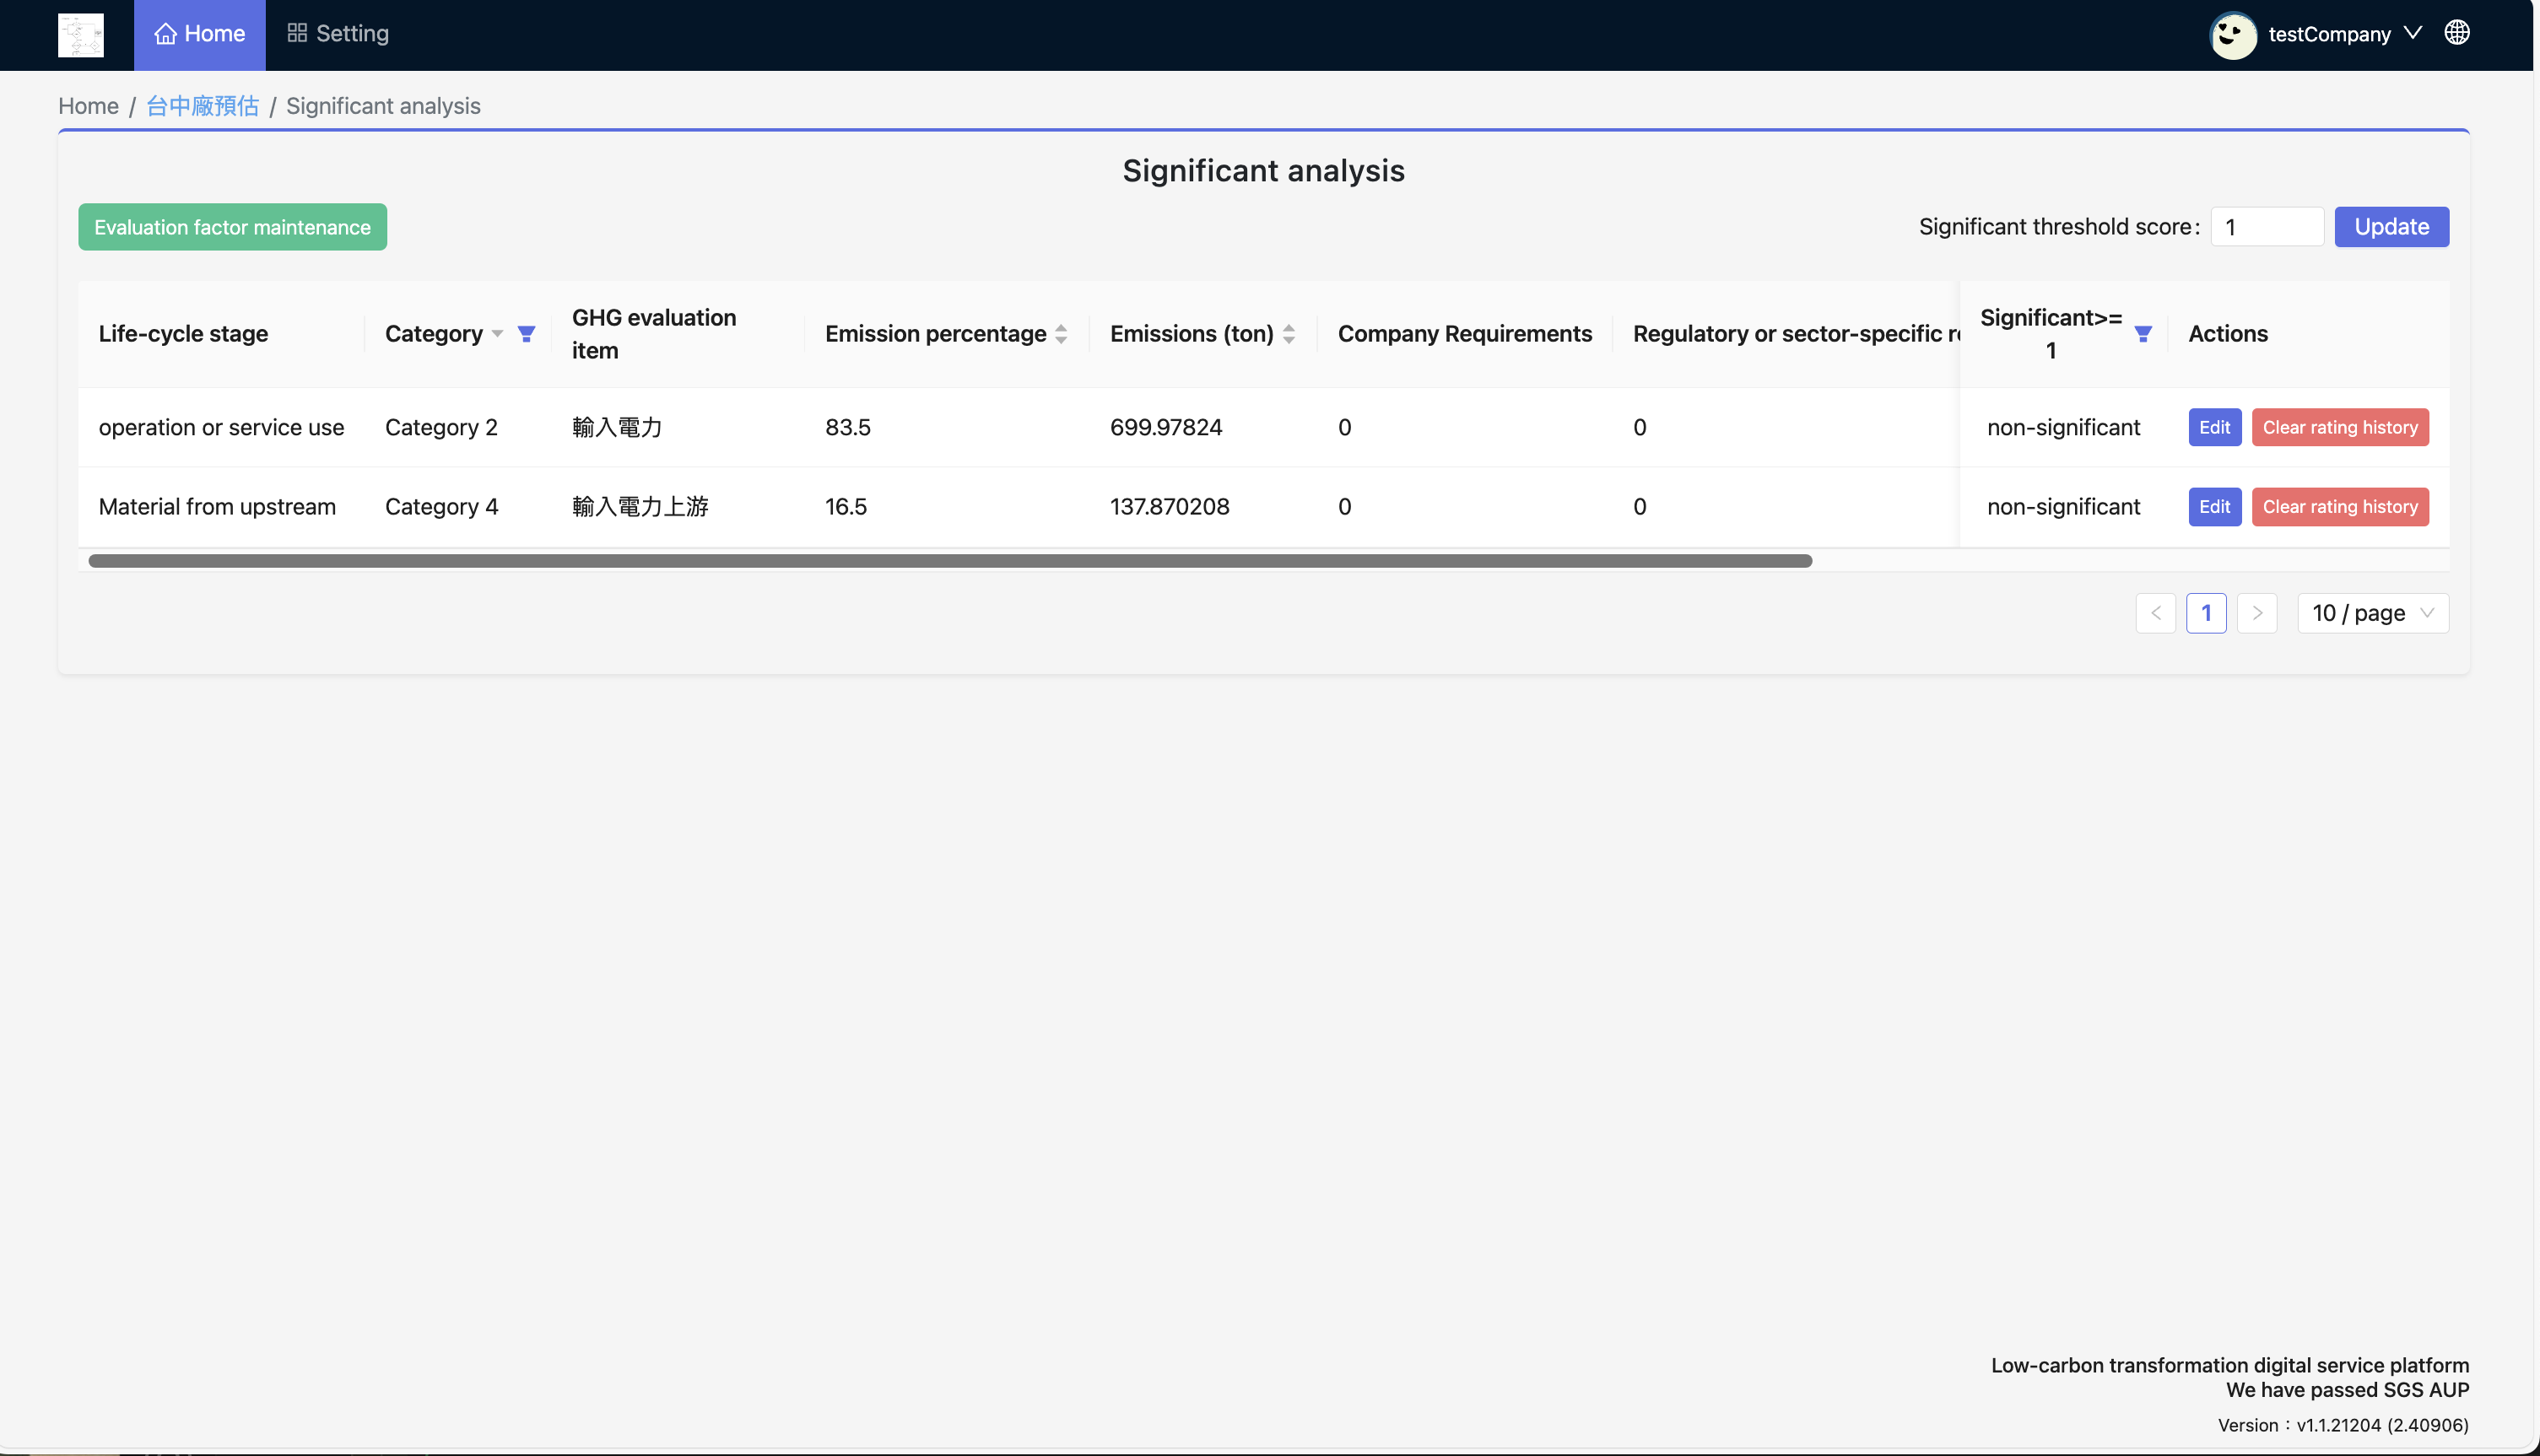 Home
Setting
testCompany
Home / 台中廠預估 / Significant analysis
Significant analysis
Evaluation factor maintenance
Significant threshold score:
1
Update
Life-cycle stage
Category
GHG evaluation
item
Emission percentage
Emissions (ton)
Company Requirements
Regulatory or sector-specific
Significant>=
1
Actions
operation or service use
Category 2
輸入電力
83.5
699.97824
0
0
non-significant
Edit
Clear rating history
Material from upstream
Category 4
輸入電力上游
16.5
137.870208
0
0
non-significant
Edit
Clear rating history
1
10 / page
Low-carbon transformation digital service platform
We have passed SGS AUP
Version：v1.1.21204 (2.40906)